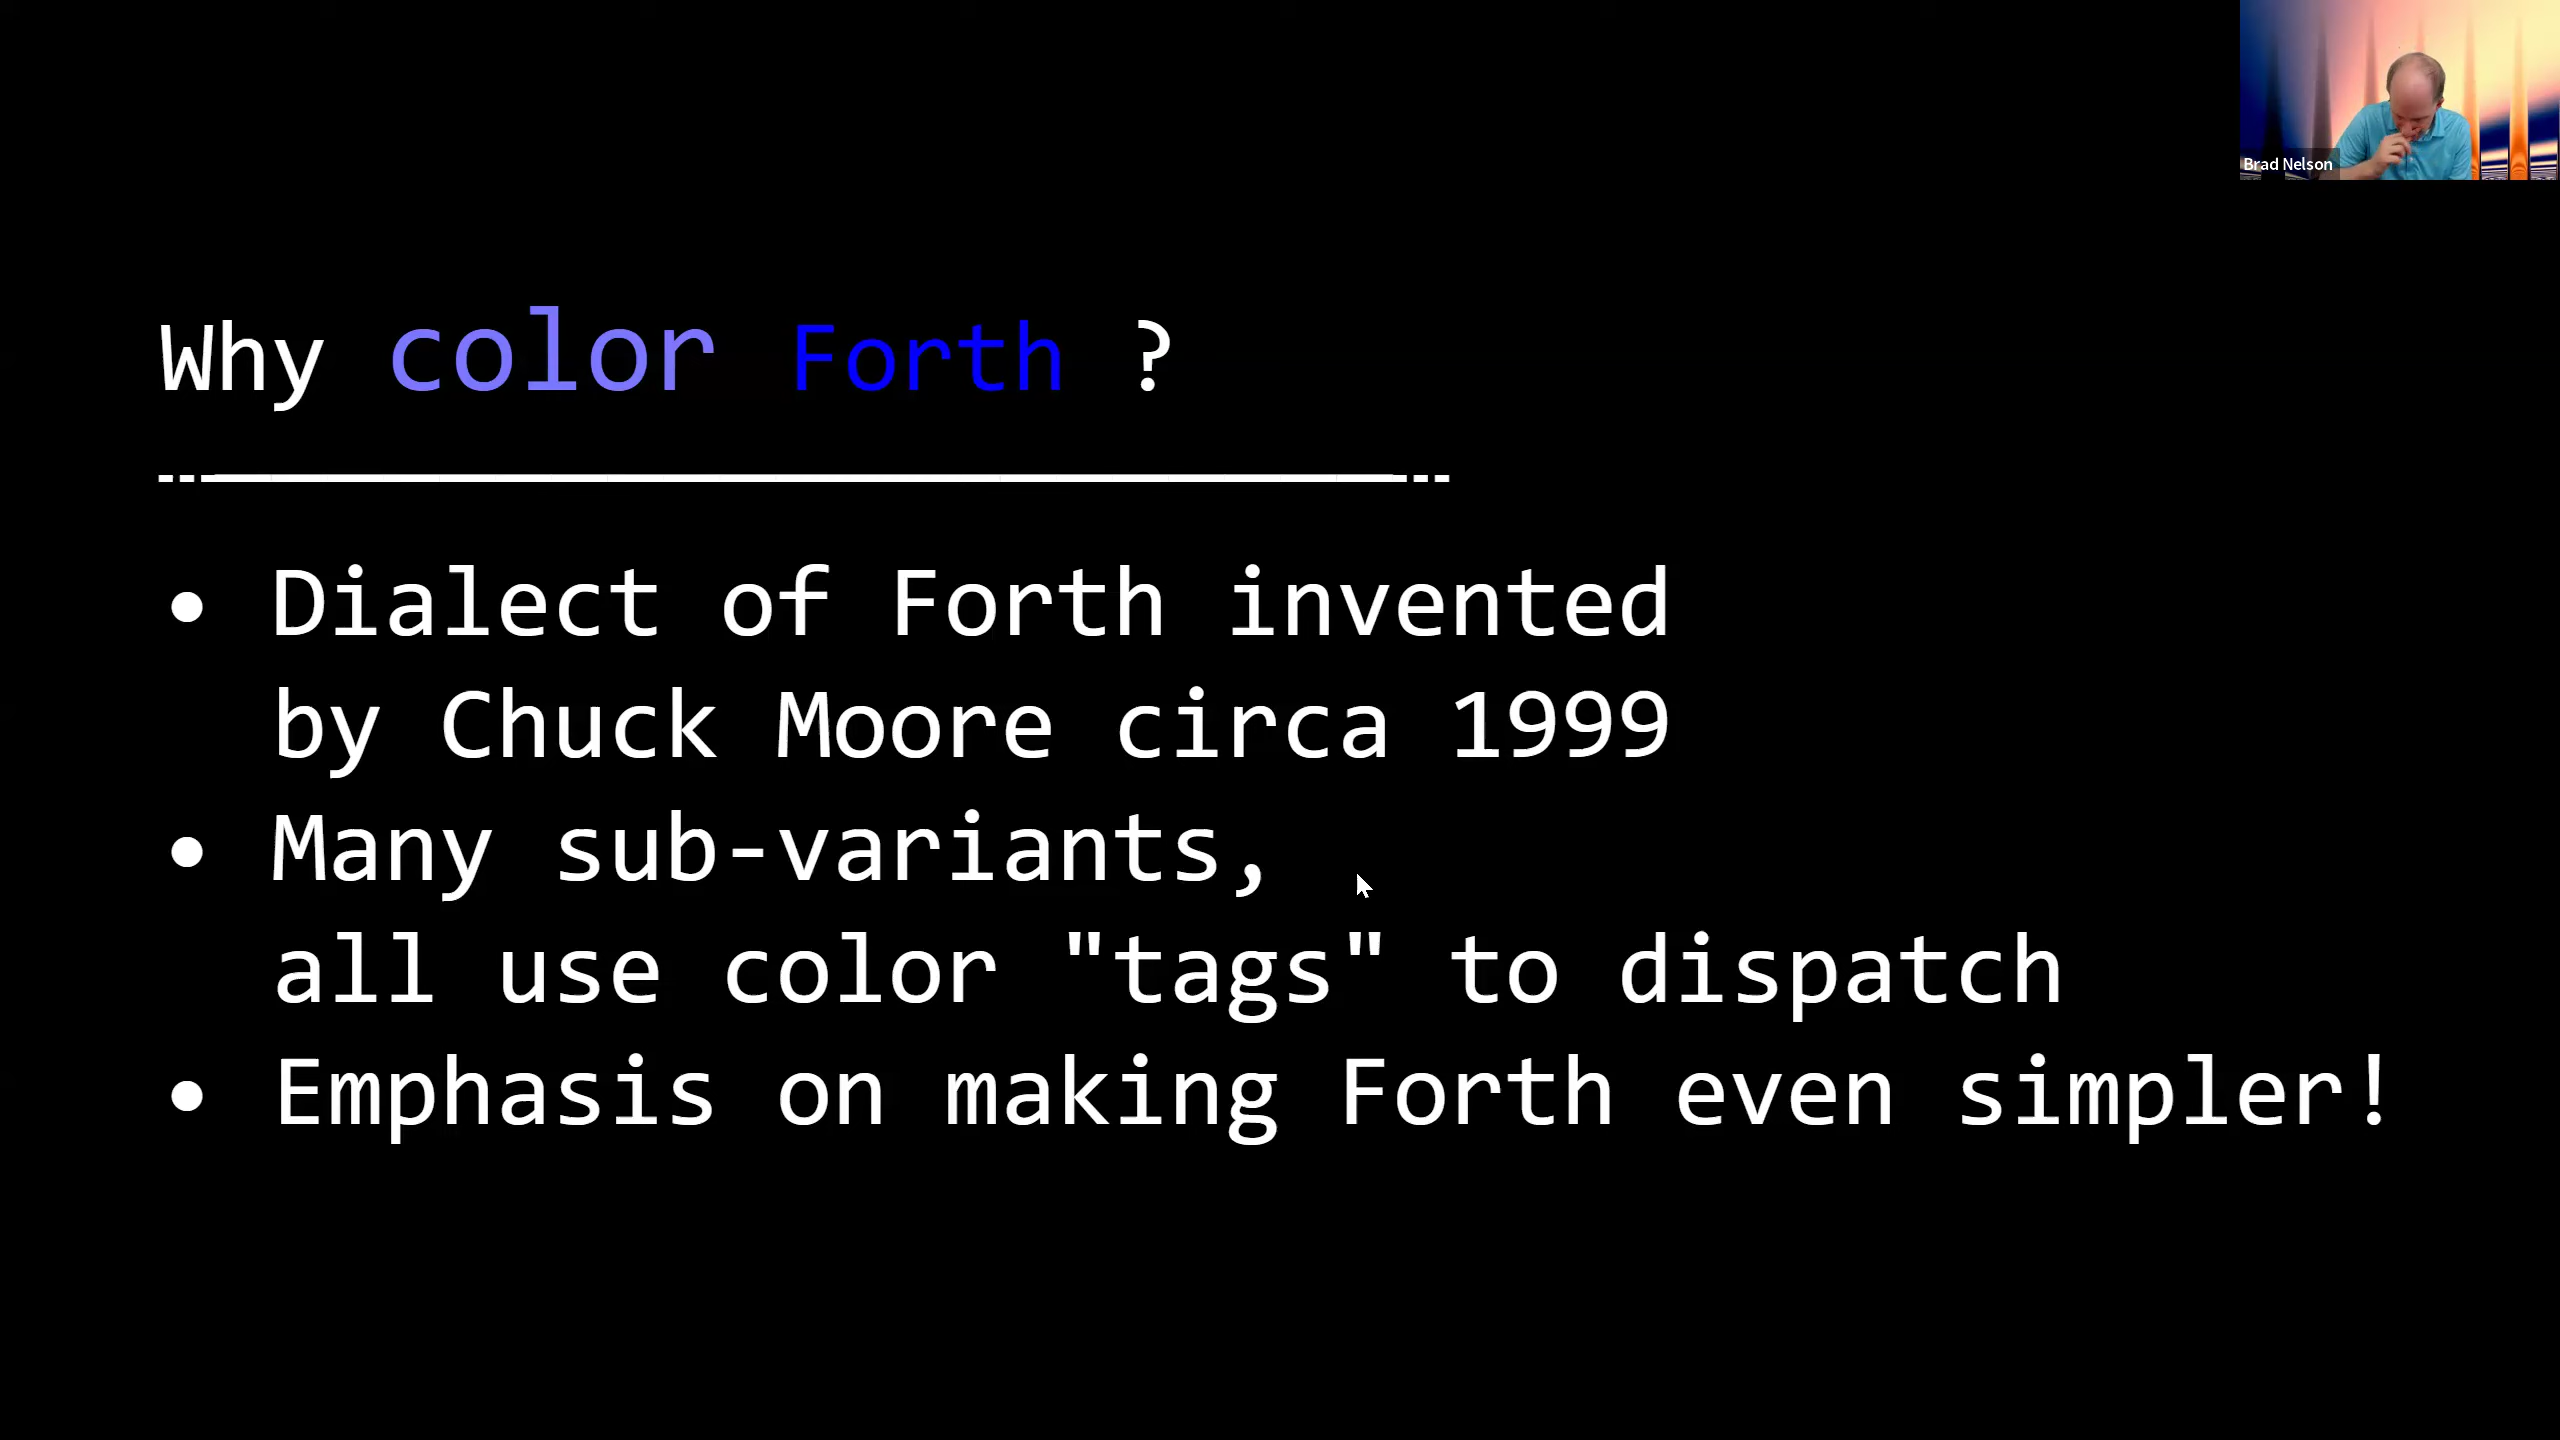 Brad Nelson
Why color Forth ?
• Dialect of Forth invented
by Chuck Moore circa 1999
• Many sub-variants,
all use color "tags" to dispatch
• Emphasis on making Forth even simpler!